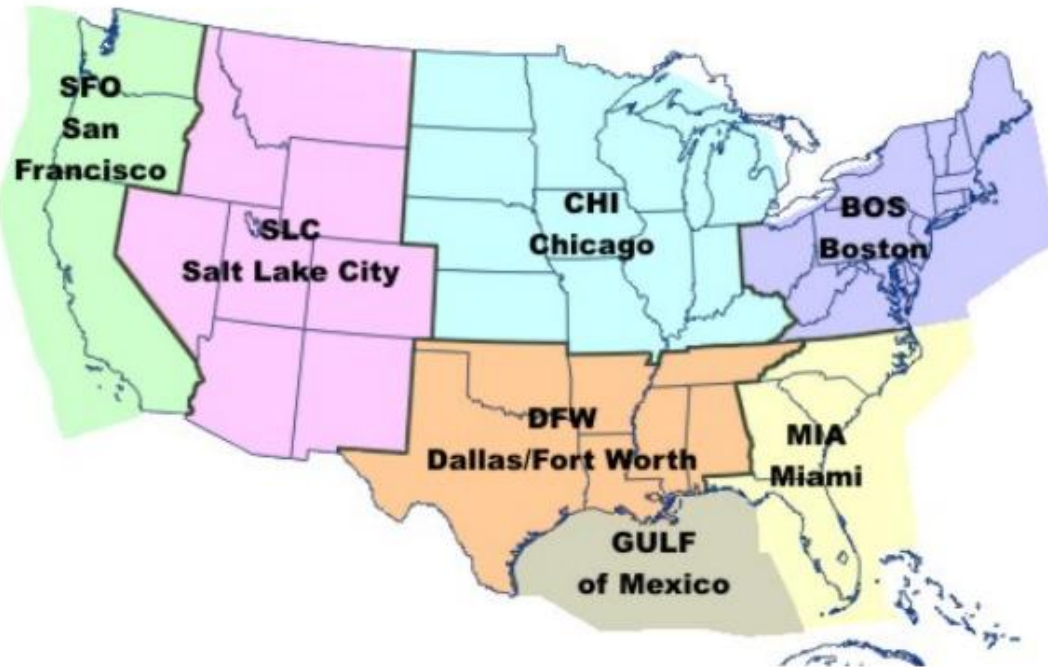 SFO
San
Francisco
SLC
Salt Lake City
CHI
Chicago
BOS
Boston
DFW
Dallas/Fort Worth
MIA
Miami
GULF
of Mexico